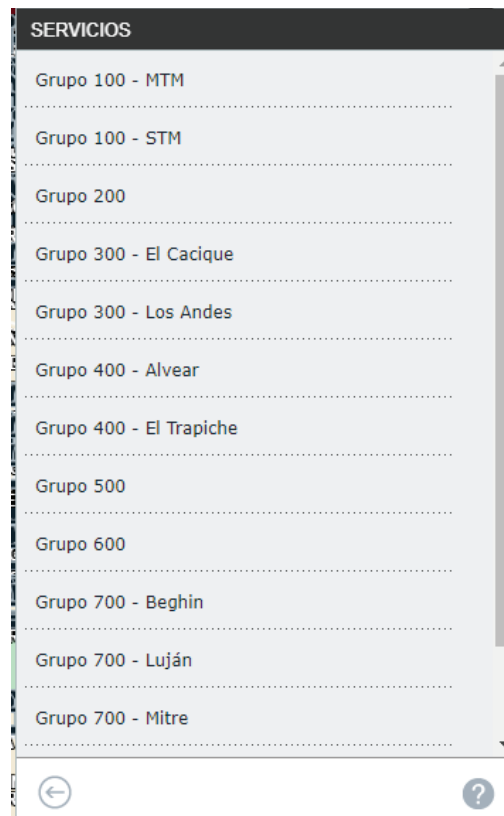 SERVICIOS
Grupo 100 - MTM
Grupo 100 - STM
Grupo 200
Grupo 300 - El Cacique
Grupo 300 - Los Andes
Grupo 400 - Alvear
Grupo 400 - El Trapiche
Grupo 500
Grupo 600
Grupo 700 - Beghin
Grupo 700 - Luján
Grupo 700 - Mitre
?